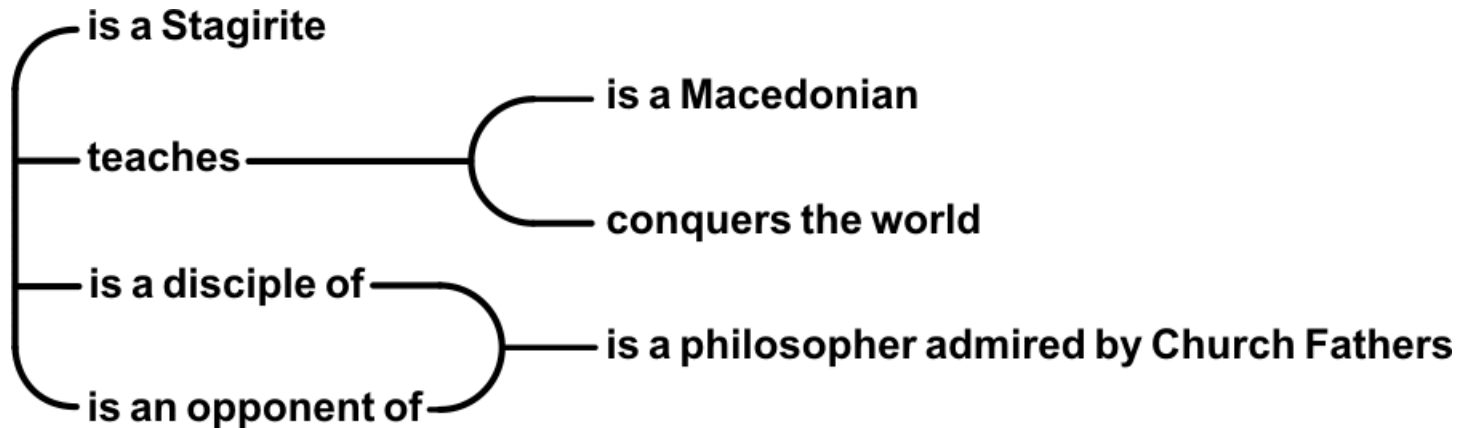 is a Stagirite
is a Macedonian
teaches
conquers the world
is a disciple of
is a philosopher admired by Church Fathers
is an opponent of